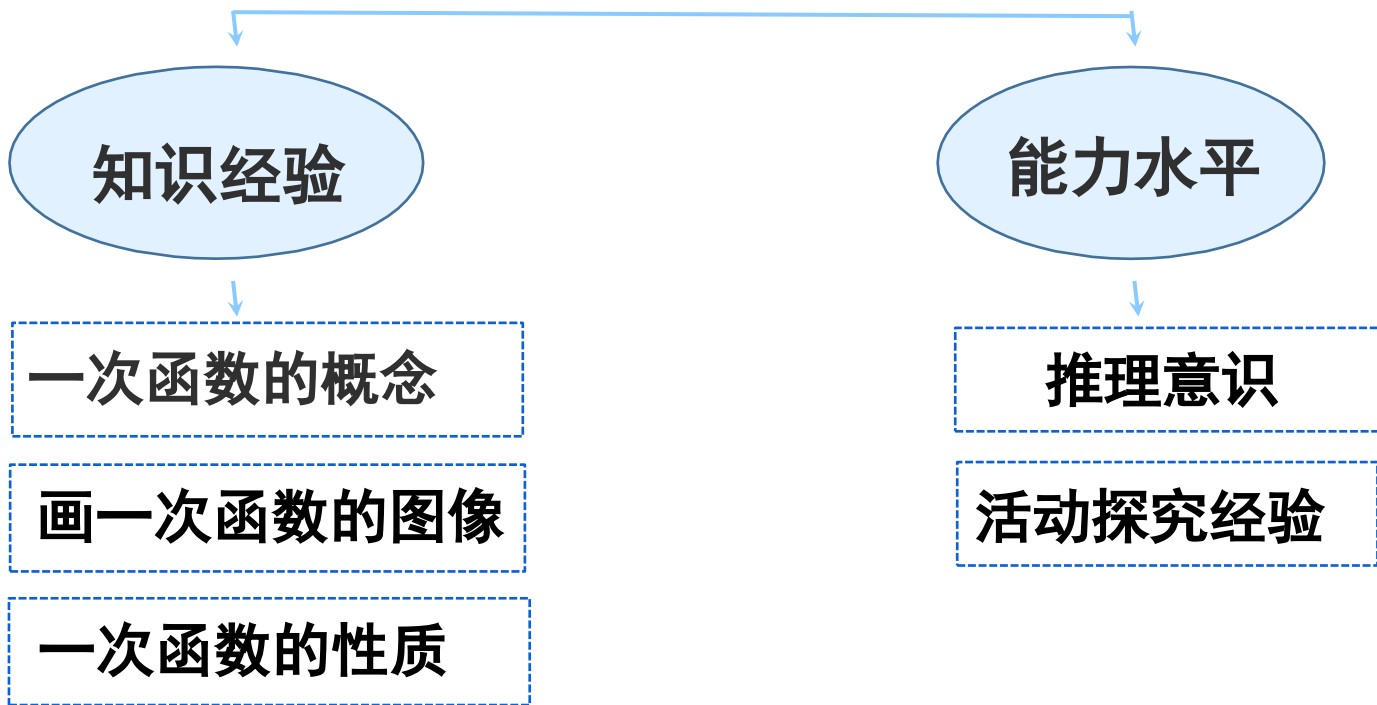 知识经验
能力水平
一次函数的概念
推理意识
画一次函数的图像
活动探究经验
一次函数的性质